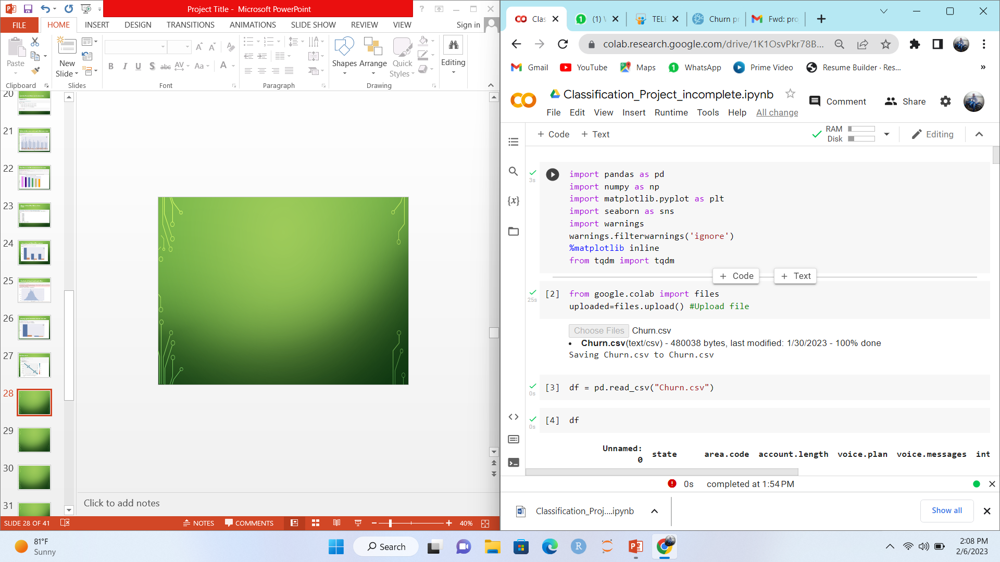 Project Title - Microsoft PowerPoint
FILE
HOME
INSERT
DESIGN
TRANSITIONS
ANIMATIONS
SLIDE SHOW
REVIEW
VIEW
Sign in
Paste
New
Slide
Shapes
Arrange
Quick
Styles
Editing
Clipboard
Slides
Font
Paragraph
Drawing
20
21
22
23
24
25
26
27
28
29
30
31
Click to add notes
SLIDE 28 OF 41
NOTES
COMMENTS
40%
Clas
(1) 
TELE
Churn pr
Fwd: pro
colab.research.google.com/drive/1K1OsvPkr78B...
Gmail
YouTube
Maps
WhatsApp
Prime Video
Resume Builder · Res...
Classification_Project_incomplete.ipynb
Comment
Share
File Edit View Insert Runtime Tools Help All change
+ Code + Text
RAM
Disk
Editing
3s
import pandas as pd
import numpy as np
import matplotlib.pyplot as plt
import seaborn as sns
import warnings
warnings.filterwarnings('ignore')
%matplotlib inline
from tqdm import tqdm
+ Code + Text
25s
[2] from google.colab import files
uploaded=files.upload() #Upload file
Choose Files Churn.csv
• Churn.csv(text/csv) - 480038 bytes, last modified: 1/30/2023 - 100% done
Saving Churn.csv to Churn.csv
0s
[3] df = pd.read_csv("Churn.csv")
0s
[4] df
Unnamed:
0 state area.code account.length voice.plan voice.messages int
0s completed at 1:54 PM
Classification_Proj....ipynb
Show all
81°F
Sunny
Search
2:08 PM
2/6/2023